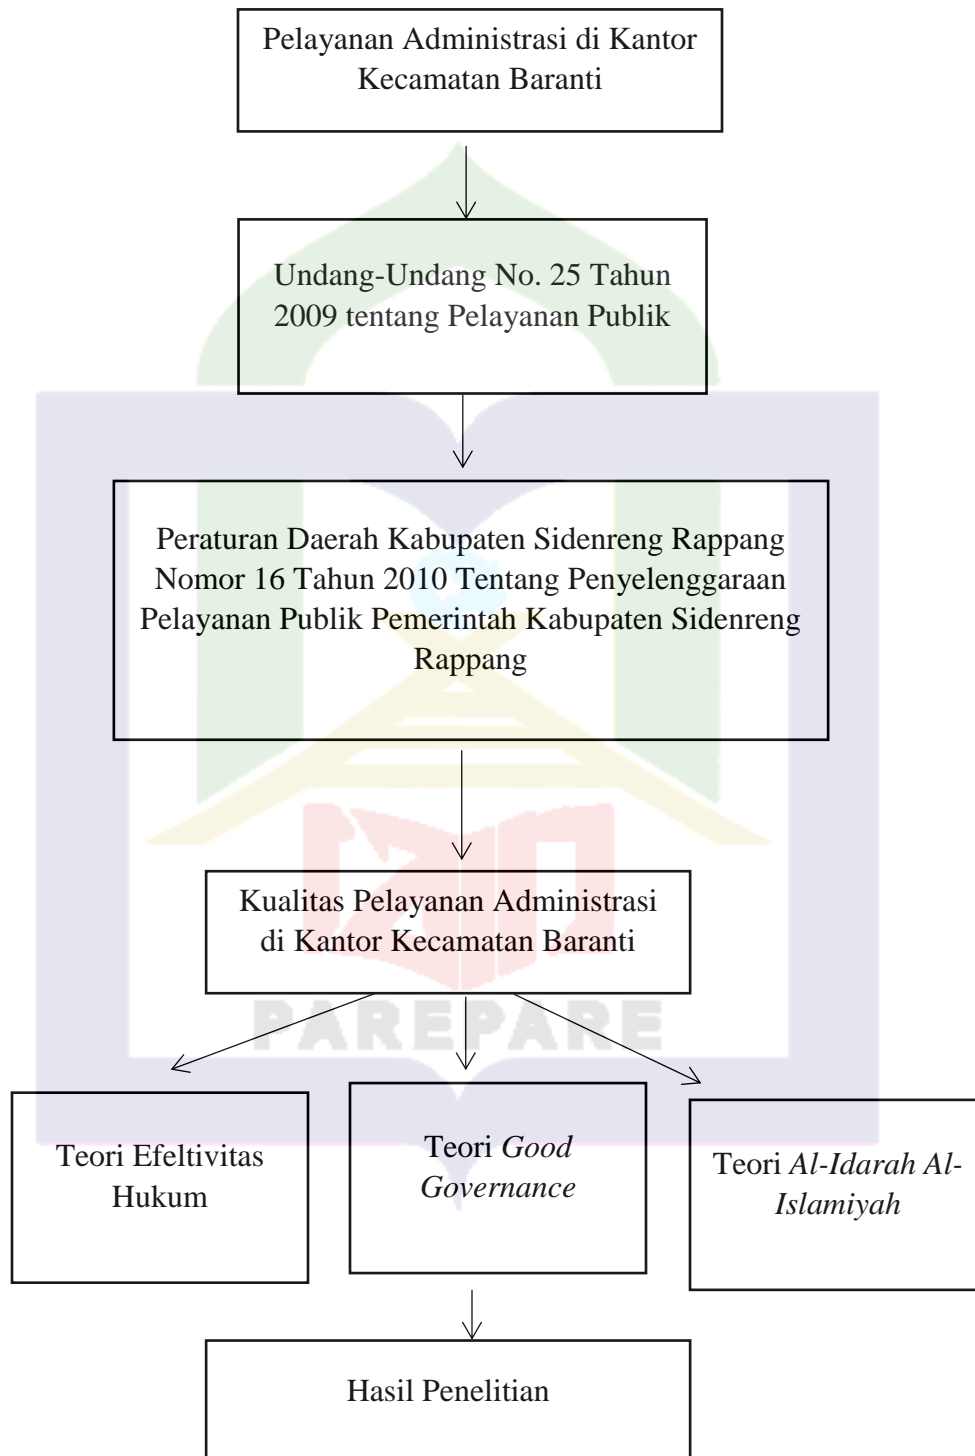 Pelayanan Administrasi di Kantor
Kecamatan Baranti
Undang-Undang No. 25 Tahun
2009 tentang Pelayanan Publik
Peraturan Daerah Kabupaten Sidenreng Rappang
Nomor 16 Tahun 2010 Tentang Penyelenggaraan
Pelayanan Publik Pemerintah Kabupaten Sidenreng
Rappang
Kualitas Pelayanan Administrasi
di Kantor Kecamatan Baranti
PAREPARE
Teori Efeltivitas
Hukum
Teori Good
Governance
Teori Al-Idarah Al-
Islamiyah
Hasil Penelitian